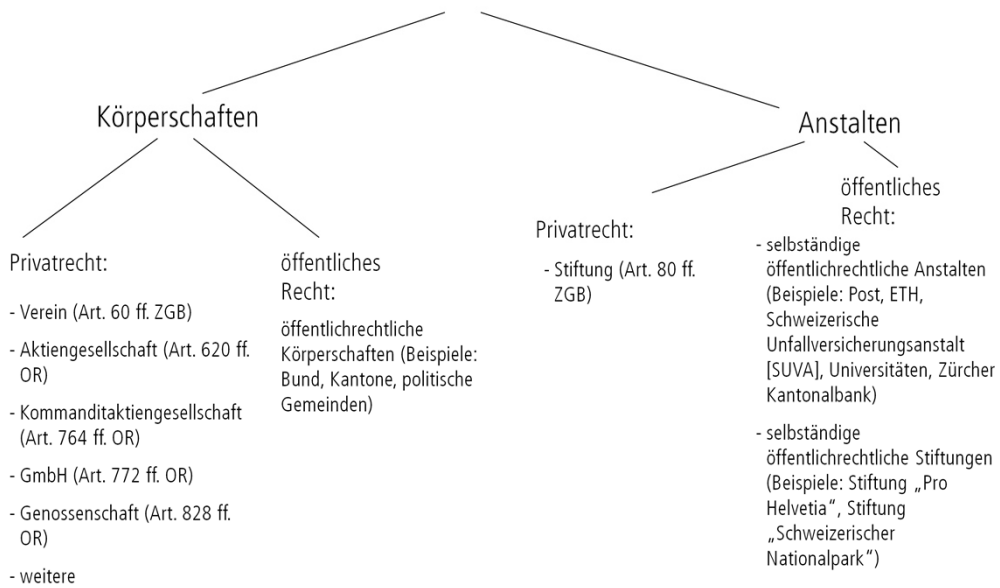 Körperschaften
Privatrecht:
- Verein (Art. 60 ff. ZGB)
- Aktiengesellschaft (Art. 620 ff.
OR)
- Kommanditaktiengesellschaft
(Art. 764 ff. OR)
- GmbH (Art. 772 ff. OR)
- Genossenschaft (Art. 828 ff.
OR)
- weitere
öffentliches
Recht:
öffentlichrechtliche
Körperschaften (Beispiele:
Bund, Kantone, politische
Gemeinden)
Anstalten
Privatrecht:
- Stiftung (Art. 80 ff.
ZGB)
öffentliches
Recht:
- selbständige
öffentlichrechtliche Anstalten
(Beispiele: Post, ETH,
Schweizerische
Unfallversicherungsanstalt
[SUVA], Universitäten, Zürcher
Kantonalbank)
- selbständige
öffentlichrechtliche Stiftungen
(Beispiele: Stiftung „Pro
Helvetia“, Stiftung
„Schweizerischer
Nationalpark“)